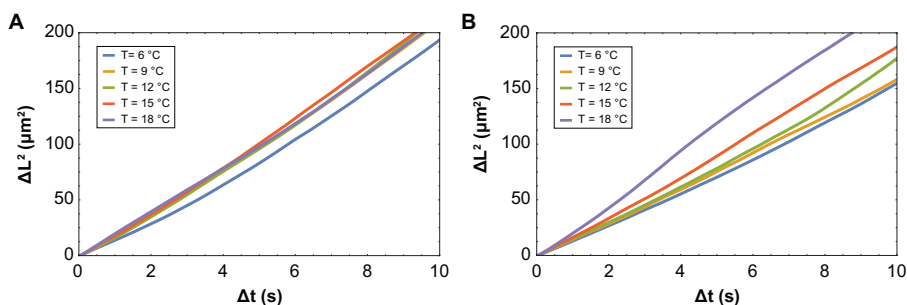 A
200
150
100
50
0
ΔL² (μm²)
T= 6 °C
T = 9 °C
T = 12 °C
T = 15 °C
T = 18 °C
0 2 4 6 8 10
Δt (s)
B
200
150
100
50
0
ΔL² (μm²)
T= 6 °C
T = 9 °C
T = 12 °C
T = 15 °C
T = 18 °C
0 2 4 6 8 10
Δt (s)